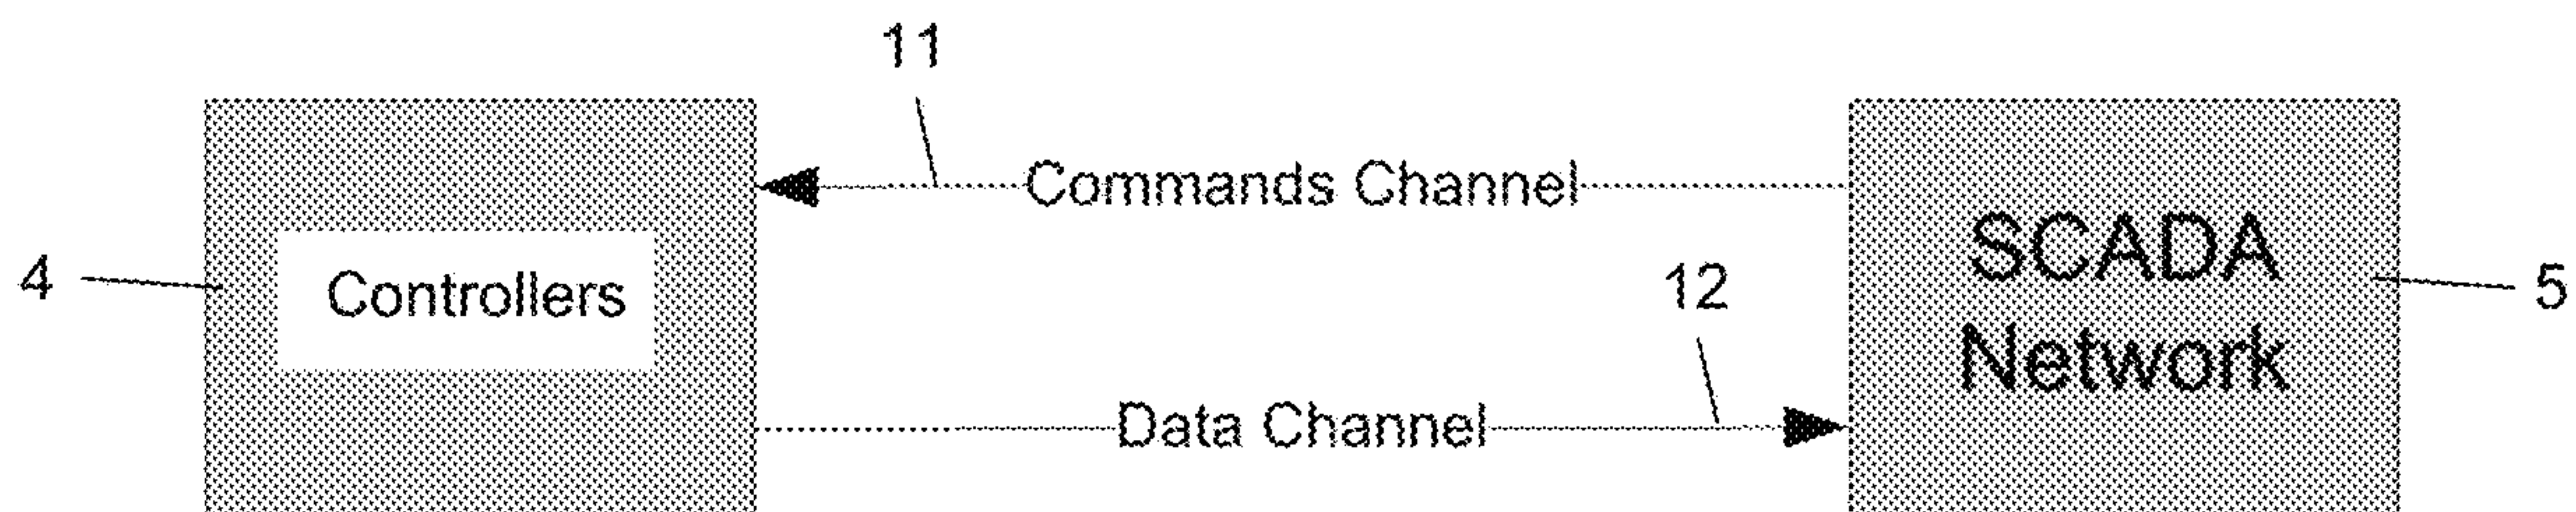 11
Commands Channel
SCADA
Network
4
Controllers
12
5
Data Channel